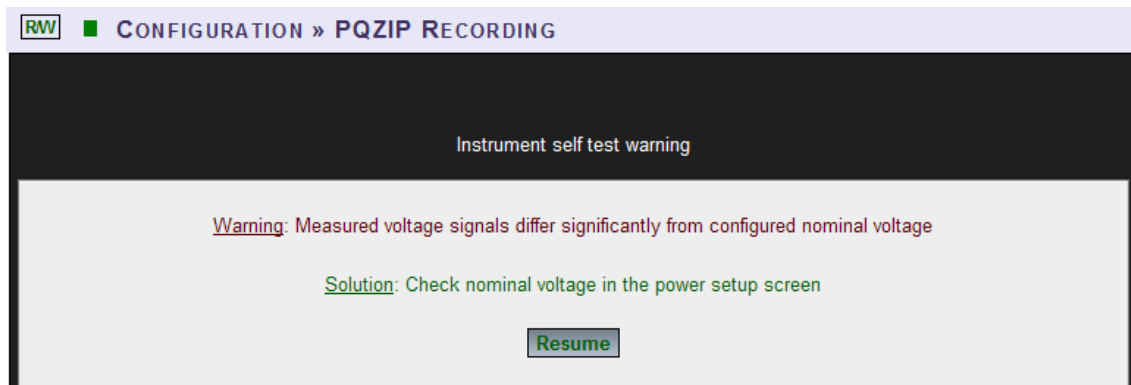 R/W CONFIGURATION » PQZIP RECORDING
Instrument self test warning
Warning: Measured voltage signals differ significantly from configured nominal voltage
Solution: Check nominal voltage in the power setup screen
Resume